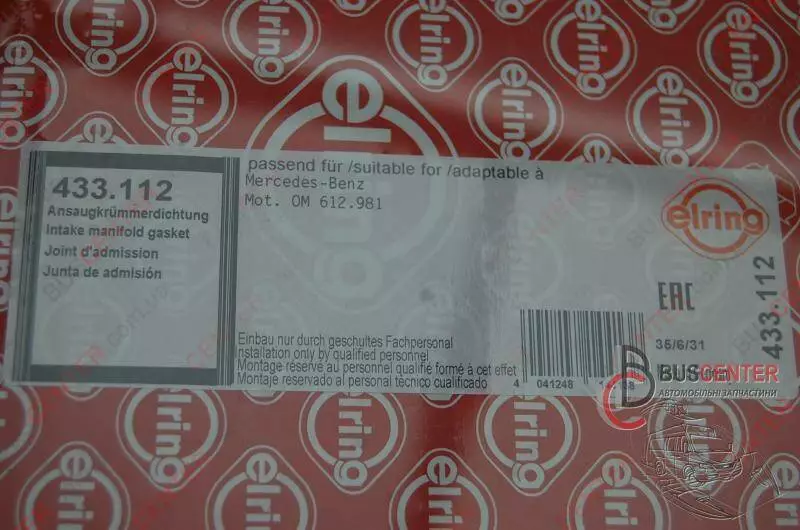 433.112
Ansaugkrümmerdichtung
Intake manifold gasket
Joint d'admission
Junta de admisión
passend für /suitable for /adaptable à
Mercedes-Benz
Mot. OM 612.981
Einbau nur durch geschultes Fachpersonal
Installation only by qualified personnel
Montage réservé au personnel qualifié formé à cet effet
Montaje reservado al personal técnico cualificado
4 041248
elring
EAC
35/6/31
433.112
BUSCENTER
АВТОМОБІЛЬНІ ЗАПЧАСТИНИ
elring